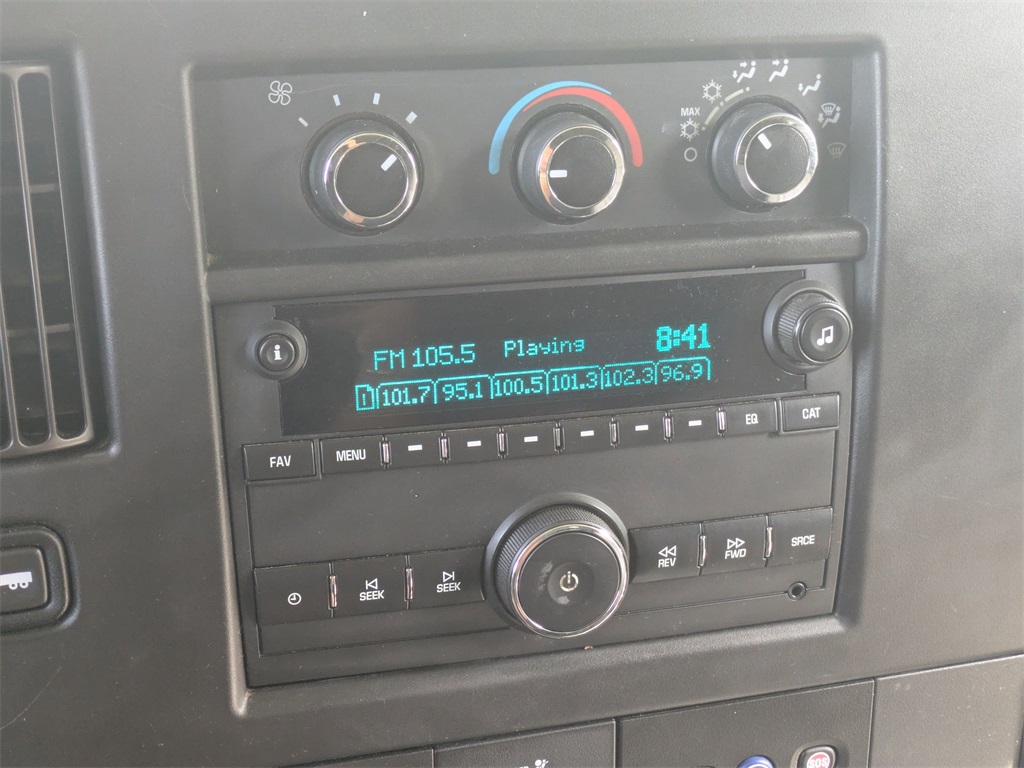 MAX
FM 105.5 Playing 8:41
1 101.7 95.1 100.5 101.3 102.3 96.9
i
FAV MENU EQ CAT
SEEK SEEK REV FWD SRCE
SOS